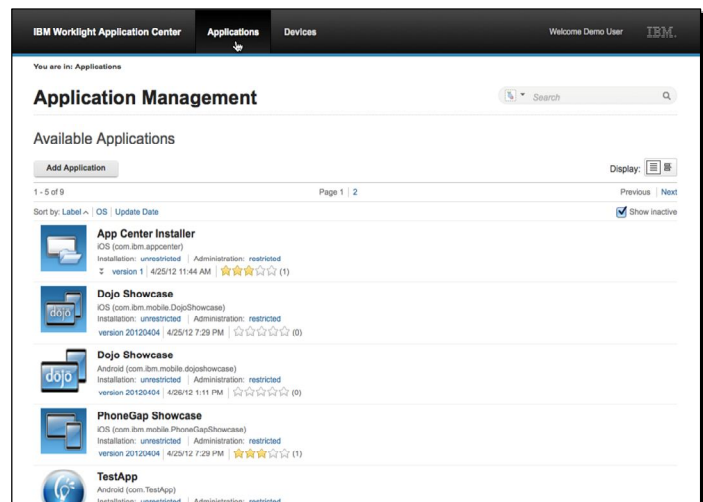 IBM Worklight Application Center Applications Devices Welcome Demo User IBM.
You are in: Applications
Application Management Search
Available Applications
Add Application Display:
1 - 5 of 9 Page 1 2 Previous Next
Sort by: Label OS Update Date Show inactive
App Center Installer
iOS (com.ibm.appcenter)
Installation: unrestricted Administration: restricted
version 1 4/25/12 11:44 AM (1)
dojo
Dojo Showcase
iOS (com.ibm.mobile.DojoShowcase)
Installation: unrestricted Administration: restricted
version 20120404 4/25/12 7:29 PM (0)
dojo
Dojo Showcase
Android (com.ibm.mobile.dojoshowcase)
Installation: unrestricted Administration: restricted
version 20120404 4/26/12 1:11 PM (0)
PhoneGap Showcase
iOS (com.ibm.mobile.PhoneGapShowcase)
Installation: unrestricted Administration: restricted
version 20120404 4/25/12 7:29 PM (1)
TestApp
Android (com.TestApp)
Installation: unrestricted Administration: restricted